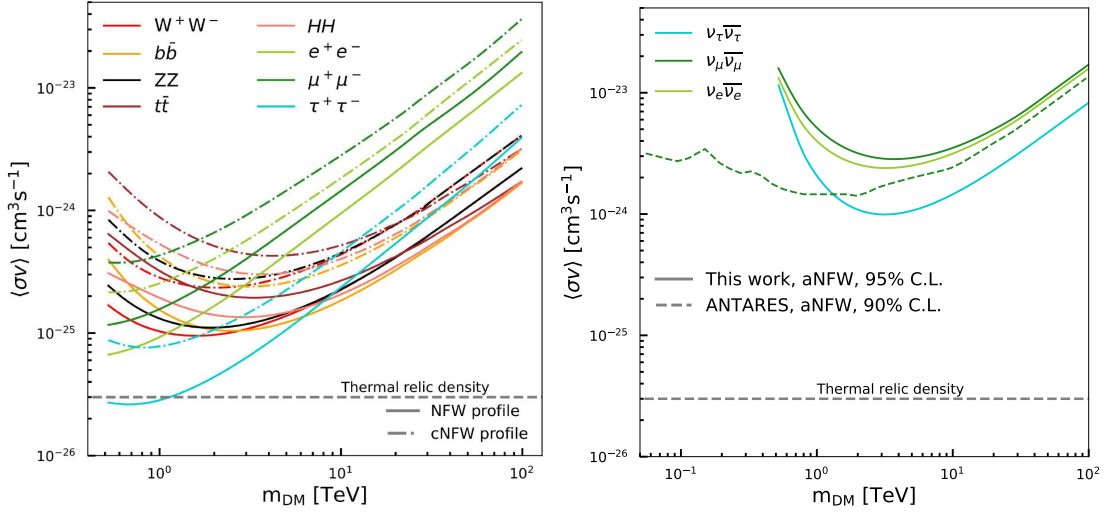 W⁺W⁻
bb̄
ZZ
tt̄
HH
e⁺e⁻
μ⁺μ⁻
τ⁺τ⁻
10⁻²³
10⁻²⁴
10⁻²⁵
10⁻²⁶
⟨σv⟩ [cm³s⁻¹]
Thermal relic density
NFW profile
cNFW profile
10⁰
10¹
10²
m_DM [TeV]
ν_τν̅_τ̅
ν_μν̅_μ̅
ν_eν̅_e̅
10⁻²³
10⁻²⁴
10⁻²⁵
10⁻²⁶
⟨σv⟩ [cm³s⁻¹]
This work, aNFW, 95% C.L.
ANTARES, aNFW, 90% C.L.
Thermal relic density
10⁻¹
10⁰
10¹
10²
m_DM [TeV]